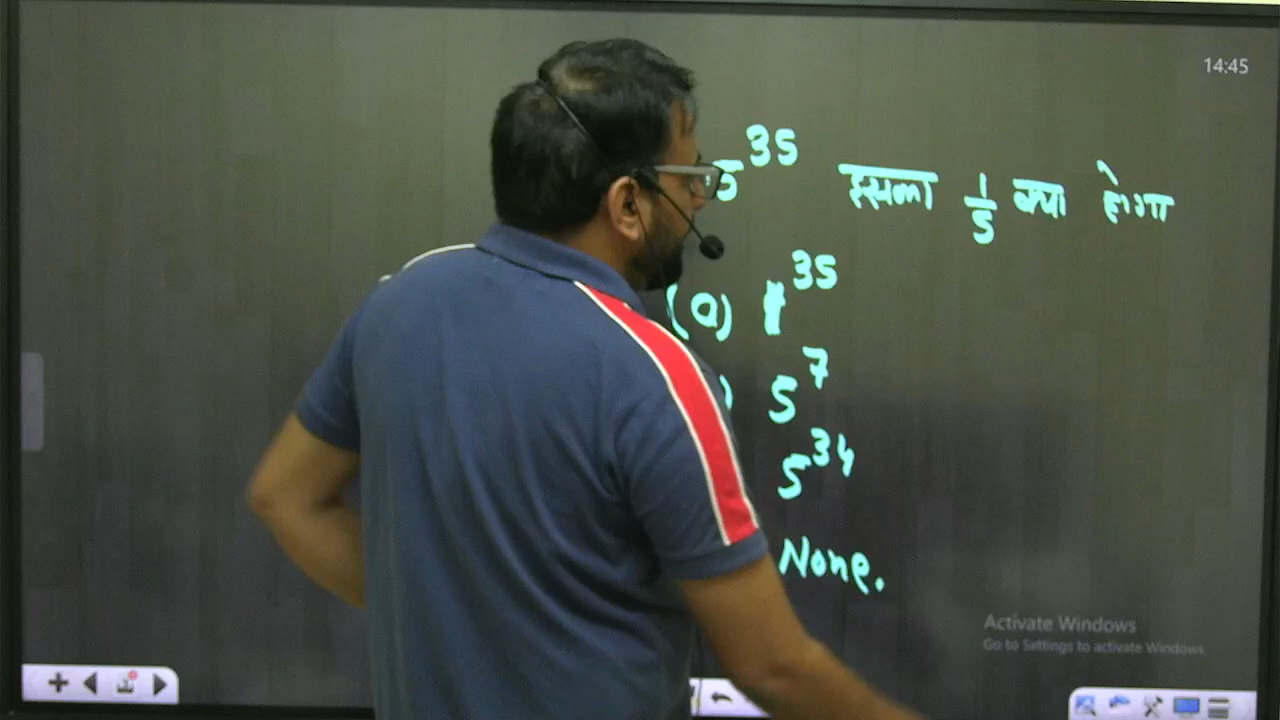 14:45
5^35 इसका 1/5 क्या होगा
(a) 1^35
) 5^7
5^34
None.
Activate Windows
Go to Settings to activate Windows.